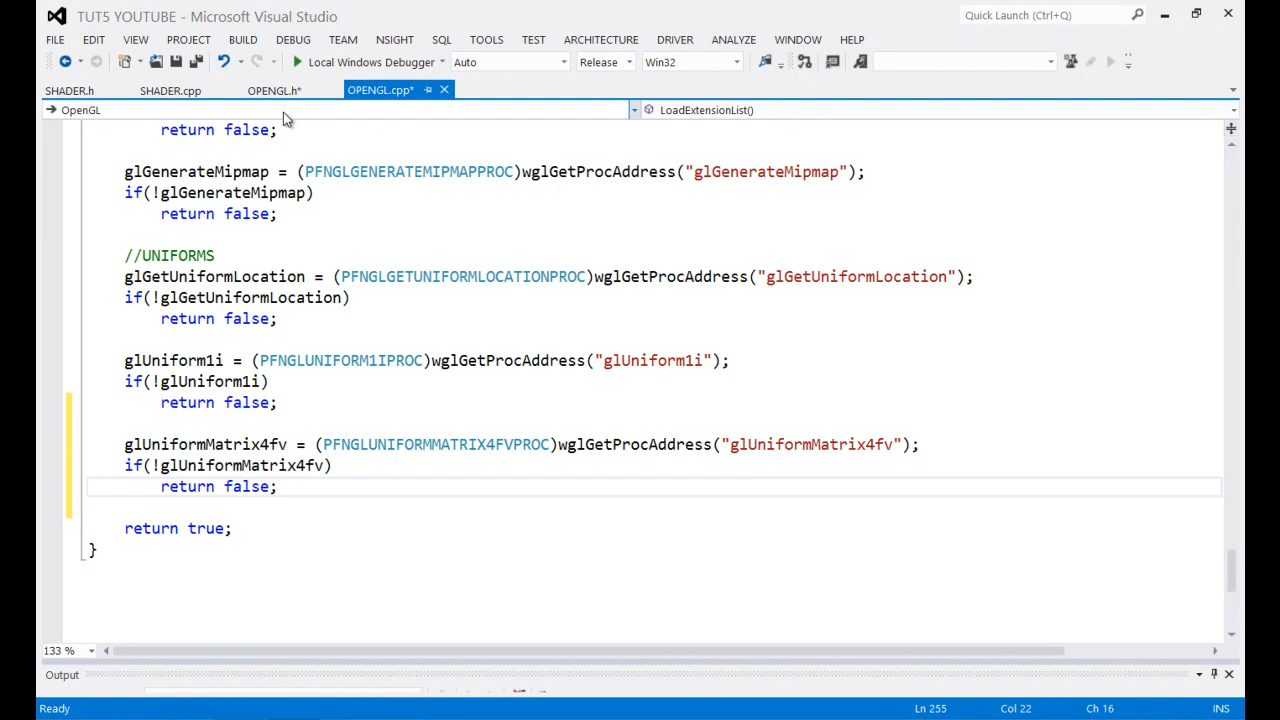 TUT5 YOUTUBE - Microsoft Visual Studio
Quick Launch (Ctrl+Q)
FILE EDIT VIEW PROJECT BUILD DEBUG TEAM NSIGHT SQL TOOLS TEST ARCHITECTURE DRIVER ANALYZE WINDOW HELP
Local Windows Debugger Auto Release Win32
SHADER.h SHADER.cpp OPENGL.h* OPENGL.cpp*
OpenGL LoadExtensionList()
return false;
glGenerateMipmap = (PFNGLGENERATEMIPMAPPROC)wglGetProcAddress("glGenerateMipmap");
if(!glGenerateMipmap)
return false;
//UNIFORMS
glGetUniformLocation = (PFNGLGETUNIFORMLOCATIONPROC)wglGetProcAddress("glGetUniformLocation");
if(!glGetUniformLocation)
return false;
glUniform1i = (PFNGLUNIFORM1IPROC)wglGetProcAddress("glUniform1i");
if(!glUniform1i)
return false;
glUniformMatrix4fv = (PFNGLUNIFORMMATRIX4FVPROC)wglGetProcAddress("glUniformMatrix4fv");
if(!glUniformMatrix4fv)
return false;
return true;
}
133 %
Output
Ready Ln 255 Col 22 Ch 16 INS